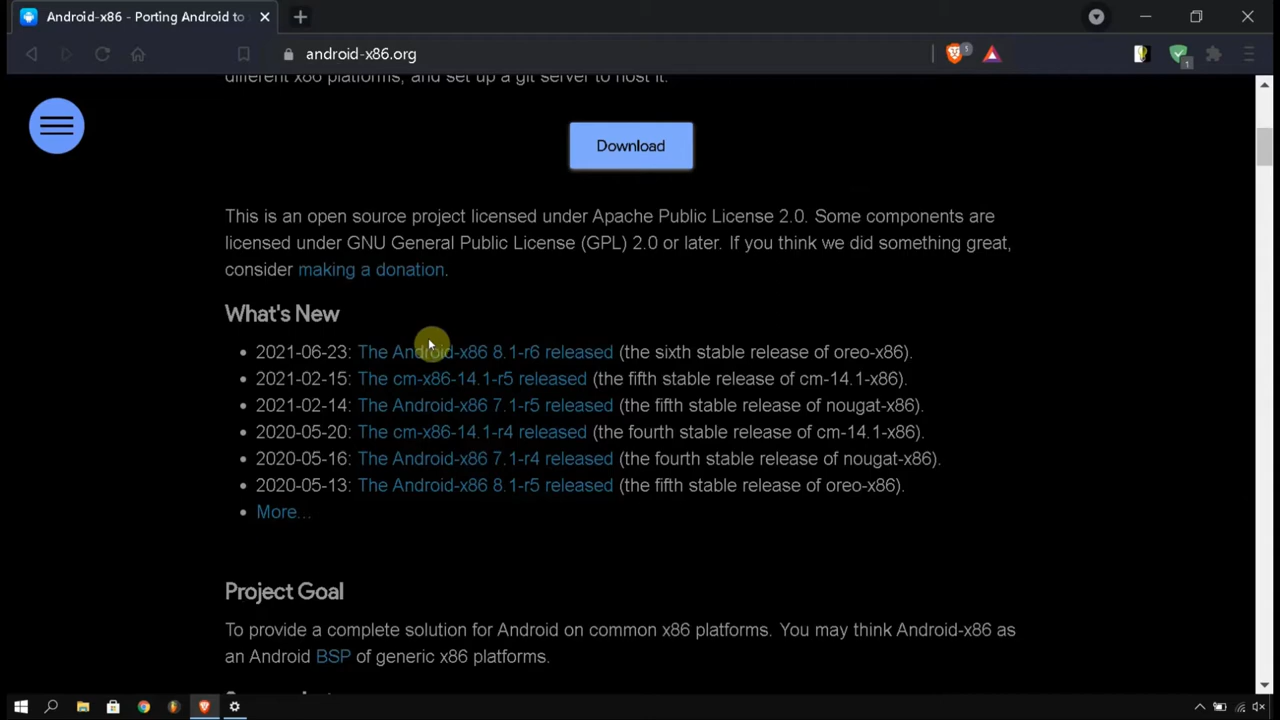 Android-x86 - Porting Android to
android-x86.org
5
1
different x86 platforms, and set up a git server to host it.
Download
This is an open source project licensed under Apache Public License 2.0. Some components are
licensed under GNU General Public License (GPL) 2.0 or later. If you think we did something great,
consider making a donation.
What's New
2021-06-23: The Android-x86 8.1-r6 released (the sixth stable release of oreo-x86).
2021-02-15: The cm-x86-14.1-r5 released (the fifth stable release of cm-14.1-x86).
2021-02-14: The Android-x86 7.1-r5 released (the fifth stable release of nougat-x86).
2020-05-20: The cm-x86-14.1-r4 released (the fourth stable release of cm-14.1-x86).
2020-05-16: The Android-x86 7.1-r4 released (the fourth stable release of nougat-x86).
2020-05-13: The Android-x86 8.1-r5 released (the fifth stable release of oreo-x86).
More...
Project Goal
To provide a complete solution for Android on common x86 platforms. You may think Android-x86 as
an Android BSP of generic x86 platforms.